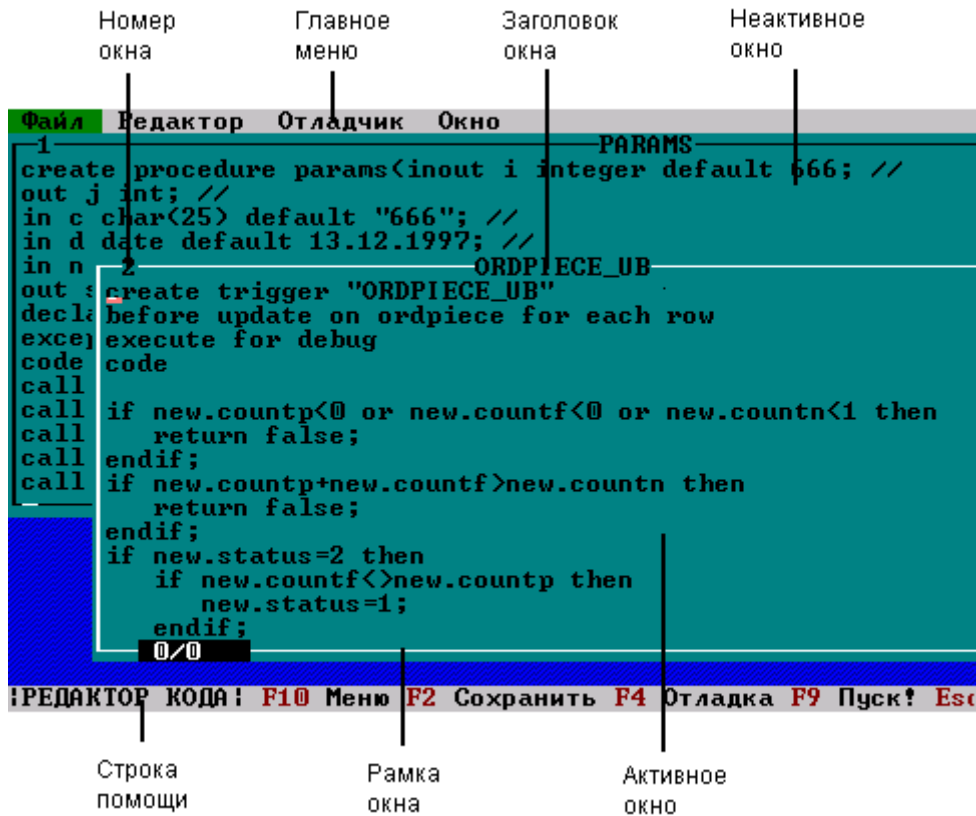 Номер окна
Главное меню
Заголовок окна
Неактивное окно
Файл Редактор Отладчик Окно
1 PARAMS
create procedure params(inout i integer default 666; //
out j int; //
in c char(25) default "666"; //
in d date default 13.12.1997; //
in n
out
code
call
call
call
call
call
2 ORDPIECE_UB
create trigger "ORDPIECE_UB"
before update on ordpiece for each row
execute for debug
code
if new.countp<0 or new.countf<0 or new.countn<1 then
return false;
endif;
if new.countp+new.countf>new.countn then
return false;
endif;
if new.status=2 then
if new.countf<>new.countp then
new.status=1;
endif;
0/0
¦РЕДАКТОР КОДА¦ F10 Меню F2 Сохранить F4 Отладка F9 Пуск! Esc
Строка помощи
Рамка окна
Активное окно